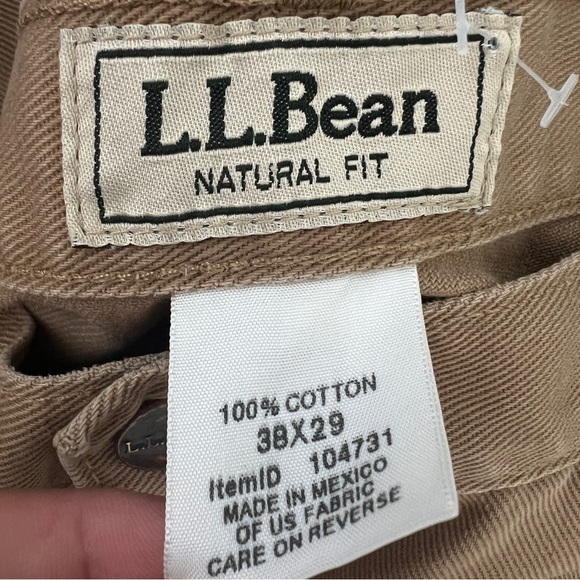 L.L.Bean
NATURAL FIT
100% COTTON
38X29
ItemID 104731
MADE IN MEXICO
OF US FABRIC
CARE ON REVERSE
L.L.